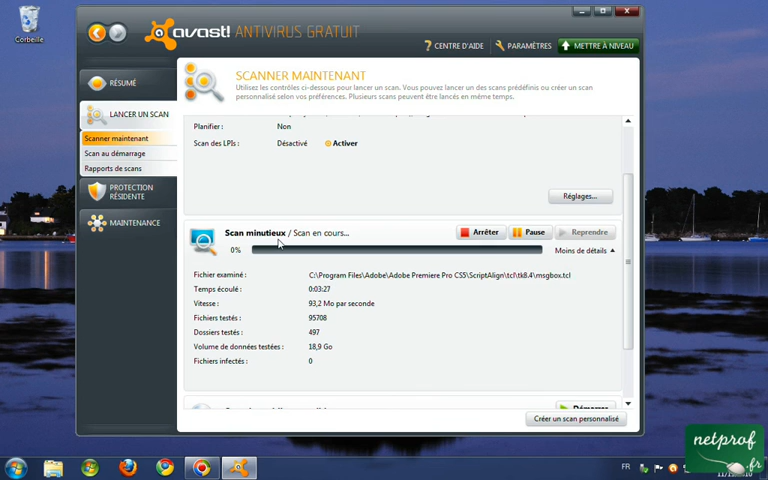 Corbeille
avast! ANTIVIRUS GRATUIT
? CENTRE D'AIDE
PARAMÈTRES
METTRE À NIVEAU
RÉSUMÉ
LANCER UN SCAN
Scanner maintenant
Scan au démarrage
Rapports de scans
PROTECTION
RÉSIDENTE
MAINTENANCE
SCANNER MAINTENANT
Utilisez les contrôles ci-dessous pour lancer un scan. Vous pouvez lancer un des scans prédéfinis ou créer un scan
personnalisé selon vos préférences. Plusieurs scans peuvent être lancés en même temps.
Planifier : Non
Scan des LPIs : Désactivé Activer
Réglages...
Scan minutieux / Scan en cours...
Arrêter Pause Reprendre
0%
Moins de détails
Fichier examiné : C:\Program Files\Adobe\Adobe Premiere Pro CS5\ScriptAlign\tcl\tk8.4\msgbox.tcl
Temps écoulé : 0:03:27
Vitesse : 93,2 Mo par seconde
Fichiers testés : 95708
Dossiers testés : 497
Volume de données testées : 18,9 Go
Fichiers infectés : 0
Démarrer
Créer un scan personnalisé
netprof
.fr
FR